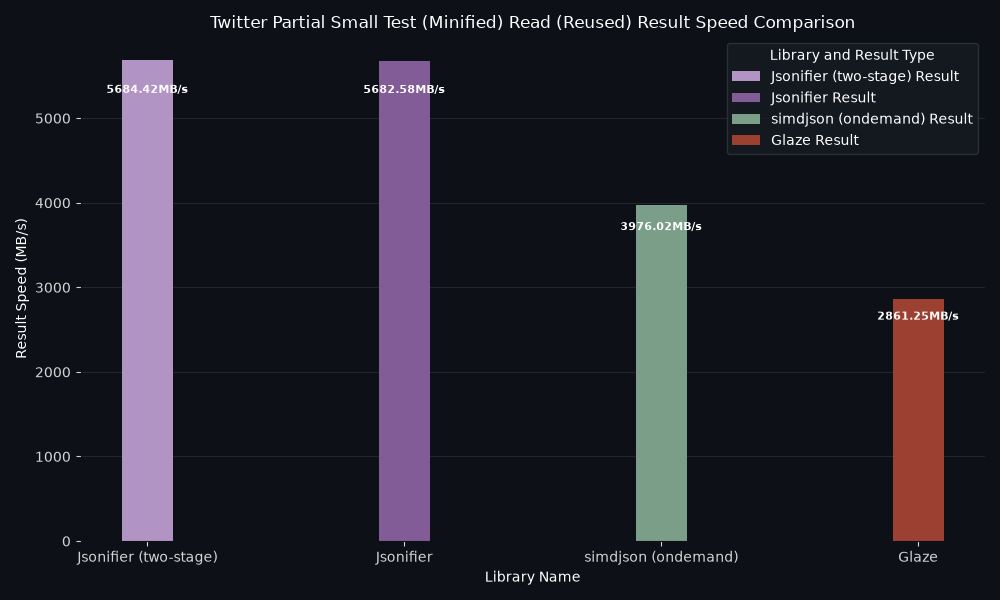 Twitter Partial Small Test (Minified) Read (Reused) Result Speed Comparison
Library and Result Type
Jsonifier (two-stage) Result
Jsonifier Result
simdjson (ondemand) Result
Glaze Result
5684.42MB/s
5682.58MB/s
3976.02MB/s
2861.25MB/s
Result Speed (MB/s)
5000
4000
3000
2000
1000
0
Jsonifier (two-stage)
Jsonifier
simdjson (ondemand)
Glaze
Library Name